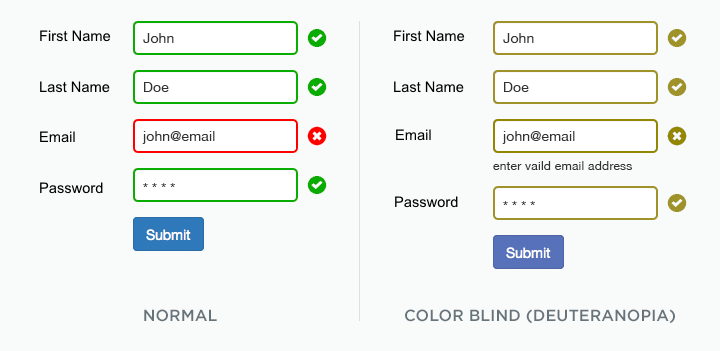 First Name John
Last Name Doe
Email john@email
Password * * * *
Submit
NORMAL
First Name John
Last Name Doe
Email john@email
enter vaild email address
Password * * * *
Submit
COLOR BLIND (DEUTERANOPIA)